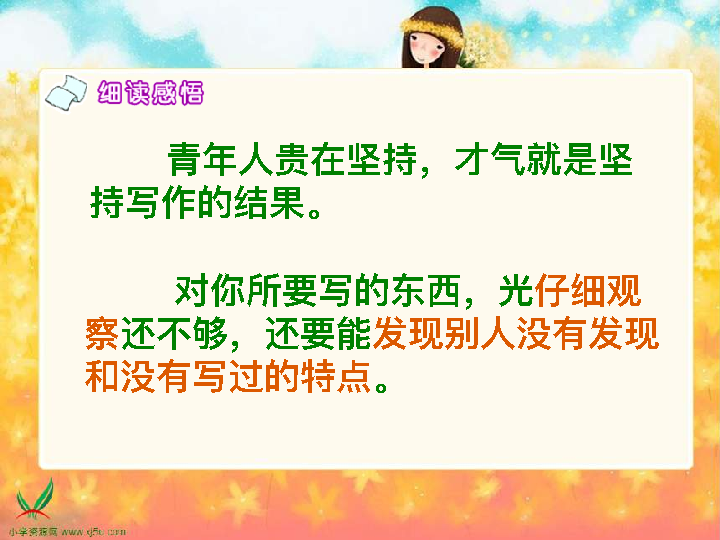 细读感悟
青年人贵在坚持，才气就是坚
持写作的结果。
对你所要写的东西，光仔细观
察还不够，还要能发现别人没有发现
和没有写过的特点。
小学资源网 www.xj5u.com